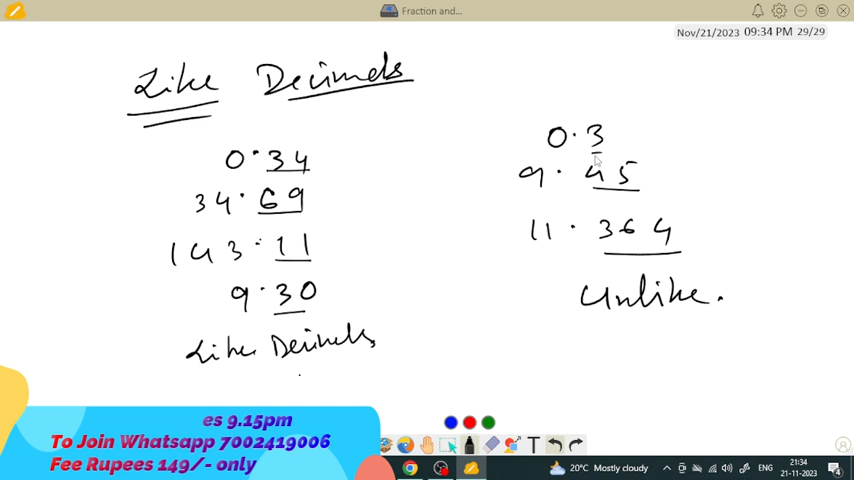 Fraction and...
Nov/21/2023 09:34 PM 29/29
Like Decimals
0.34
34.69
143.11
9.30
Like Decimals
0.3
9.45
11.364
Unlike.
es 9.15pm
To Join Whatsapp 7002419006
Fee Rupees 149/- only
T
20°C Mostly cloudy
ENG
21:34
21-11-2023
4